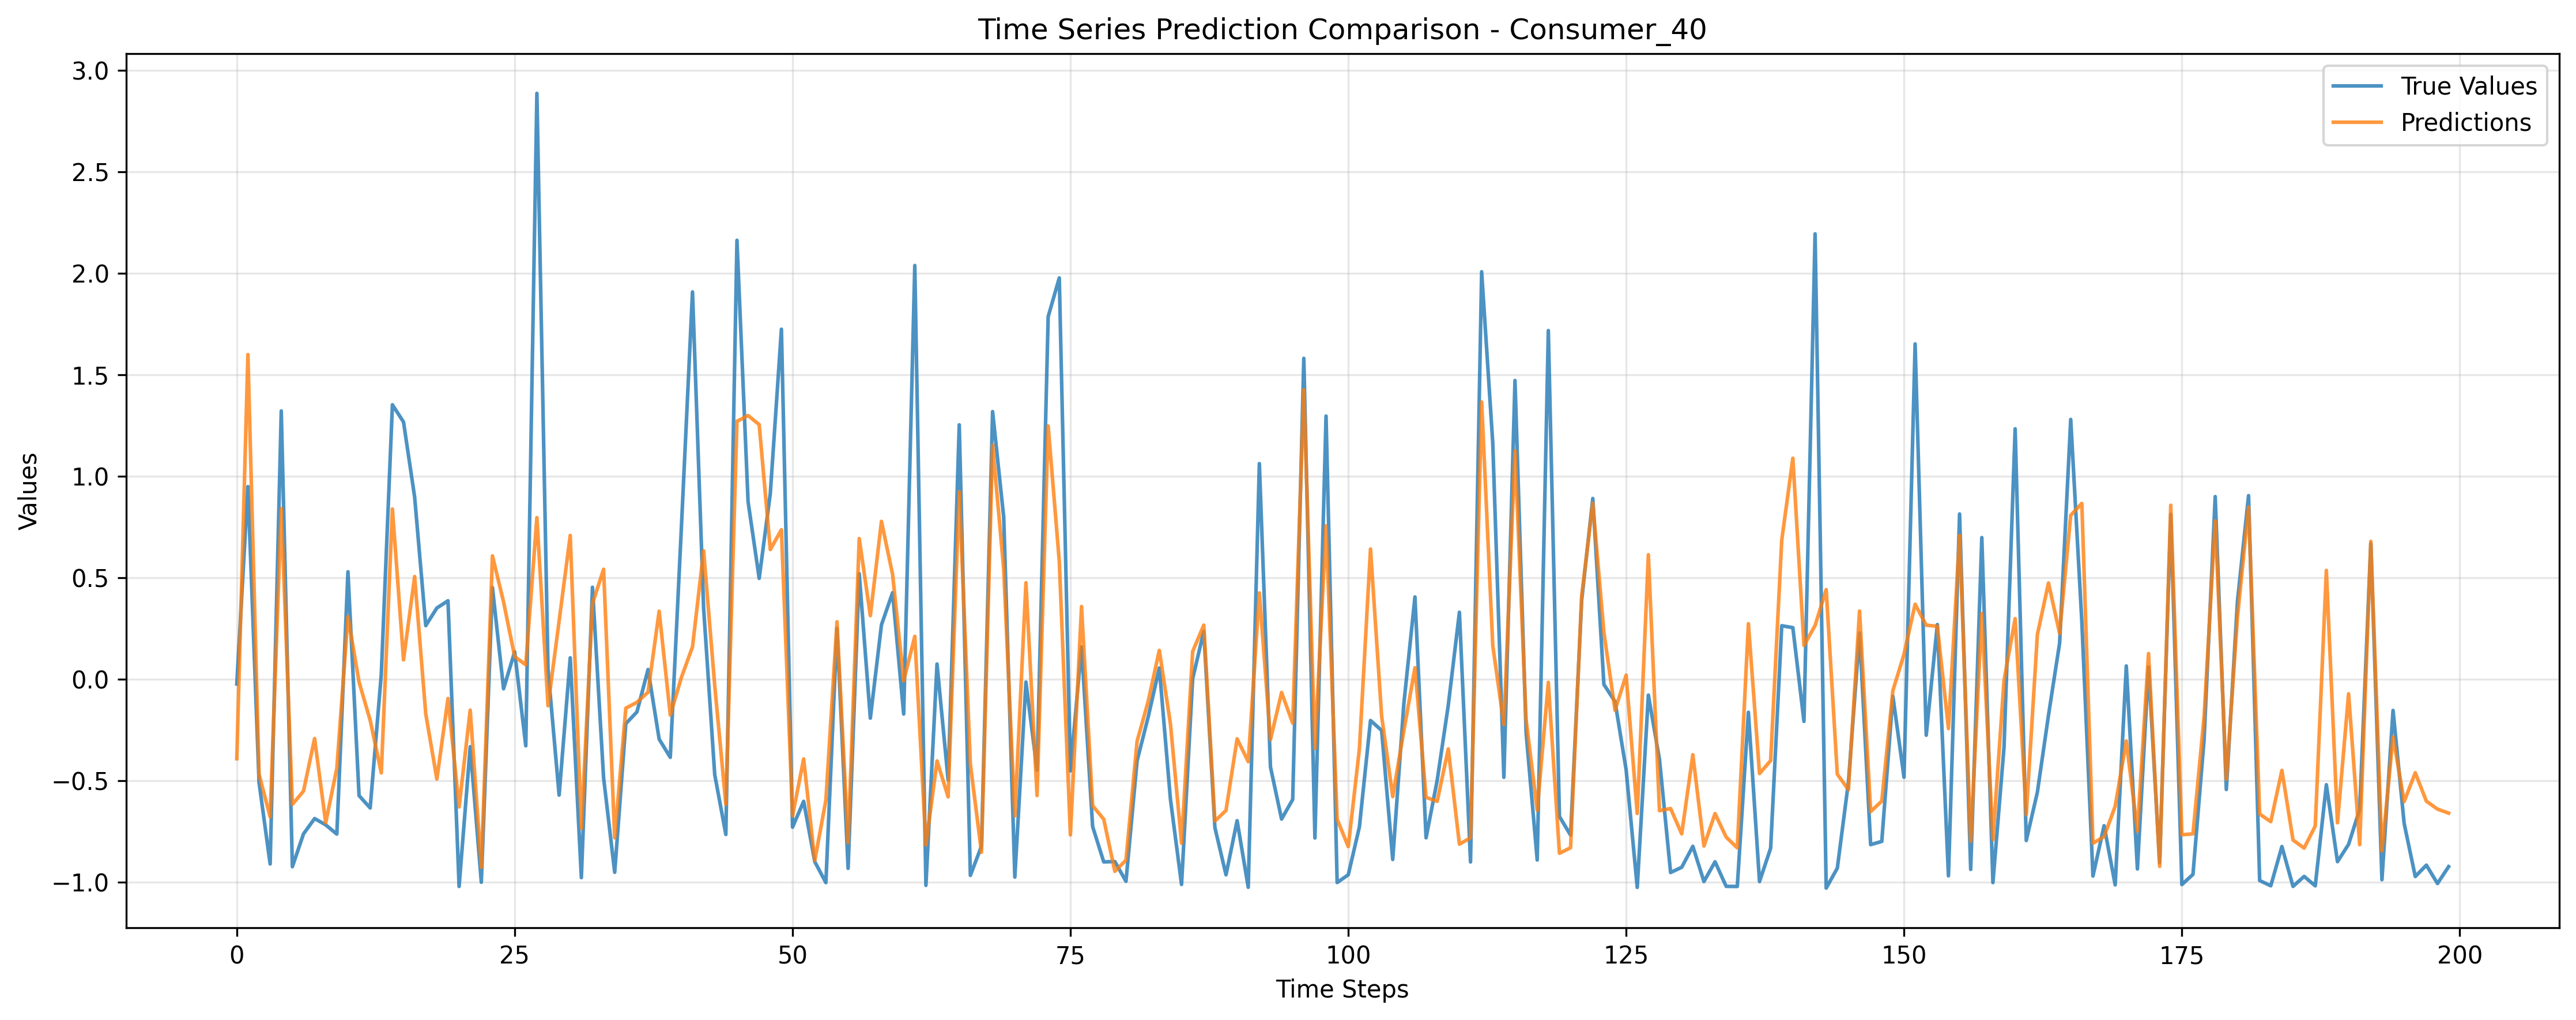 Time Series Prediction Comparison - Consumer_40
True Values
Predictions
3.0
2.5
2.0
1.5
1.0
0.5
0.0
−0.5
−1.0
Values
0 25 50 75 100 125 150 175 200
Time Steps